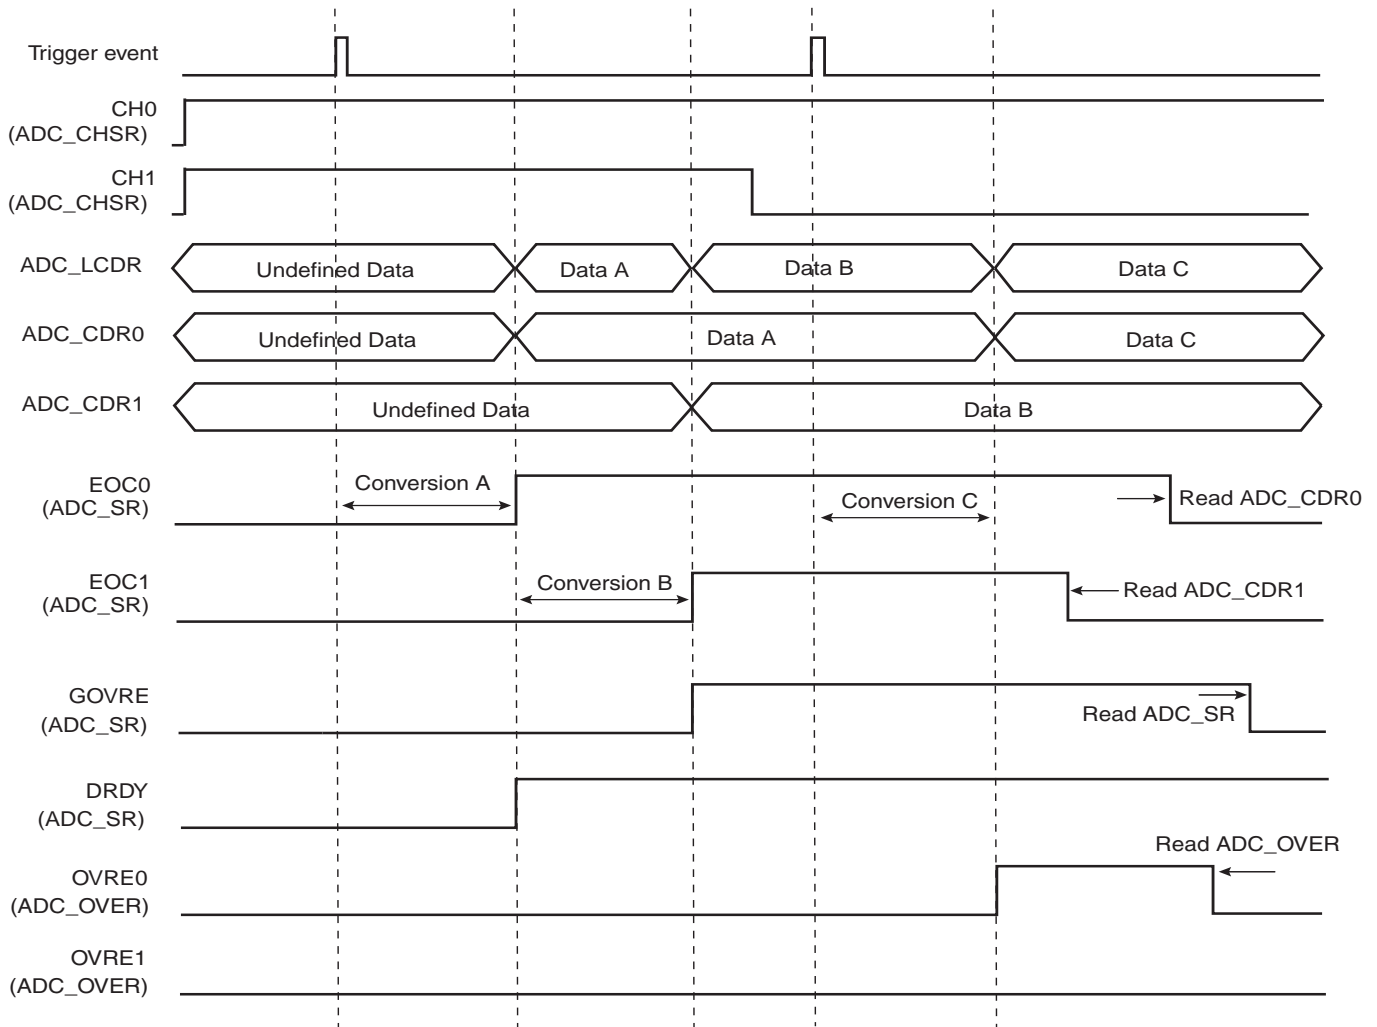 Trigger event
CH0
(ADC_CHSR)
CH1
(ADC_CHSR)
ADC_LCDR
Undefined Data
Data A
Data B
Data C
ADC_CDR0
Undefined Data
Data A
Data C
ADC_CDR1
Undefined Data
Data B
EOC0
(ADC_SR)
Conversion A
Conversion C
Read ADC_CDR0
EOC1
(ADC_SR)
Conversion B
Read ADC_CDR1
GOVRE
(ADC_SR)
Read ADC_SR
DRDY
(ADC_SR)
Read ADC_OVER
OVRE0
(ADC_OVER)
OVRE1
(ADC_OVER)